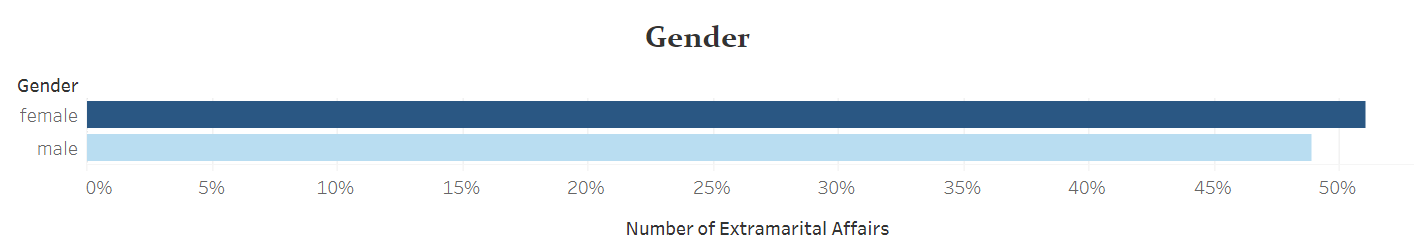 Gender
Gender
female
male
0% 5% 10% 15% 20% 25% 30% 35% 40% 45% 50%
Number of Extramarital Affairs